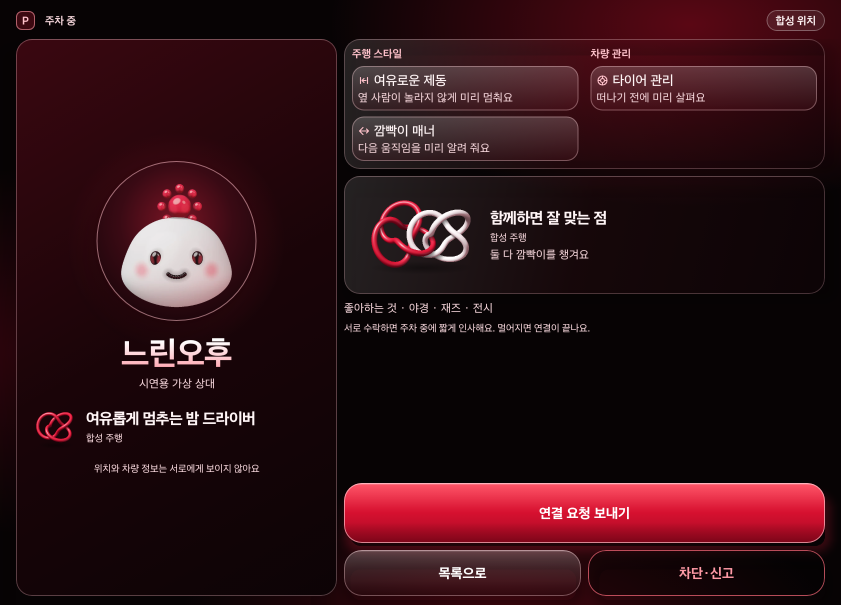 P 주차 중
합성 위치
느린오후
시연용 가상 상대
여유롭게 멈추는 밤 드라이버
합성 주행
위치와 차량 정보는 서로에게 보이지 않아요
주행 스타일
여유로운 제동
옆 사람이 놀라지 않게 미리 멈춰요
깜빡이 매너
다음 움직임을 미리 알려 줘요
차량 관리
타이어 관리
떠나기 전에 미리 살펴요
함께하면 잘 맞는 점
합성 주행
둘 다 깜빡이를 챙겨요
좋아하는 것 · 야경 · 재즈 · 전시
서로 수락하면 주차 중에 짧게 인사해요. 멀어지면 연결이 끝나요.
연결 요청 보내기
목록으로
차단·신고